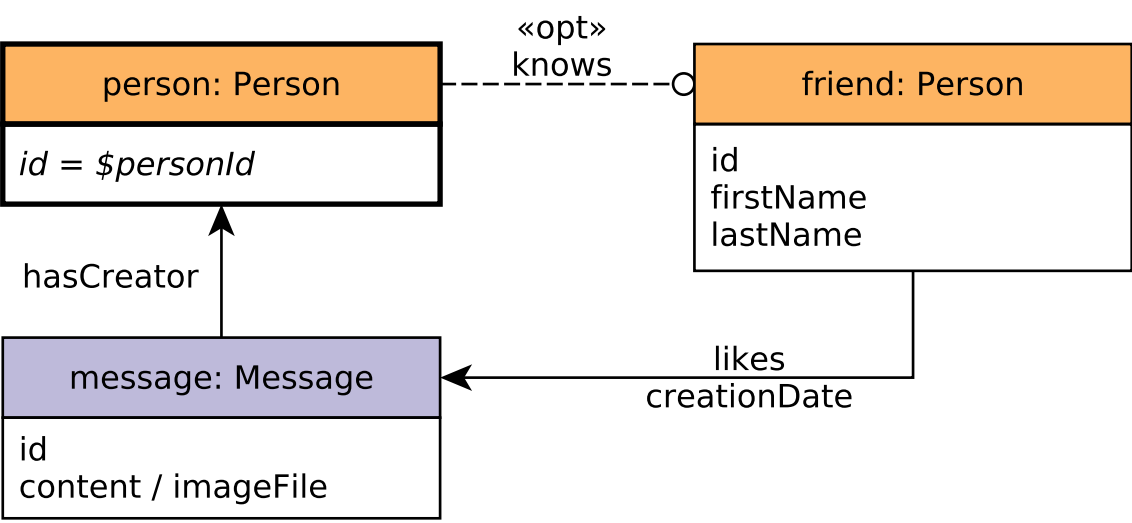 «opt»
knows
person: Person
friend: Person
id = $personId
id
firstName
lastName
hasCreator
likes
creationDate
message: Message
id
content / imageFile